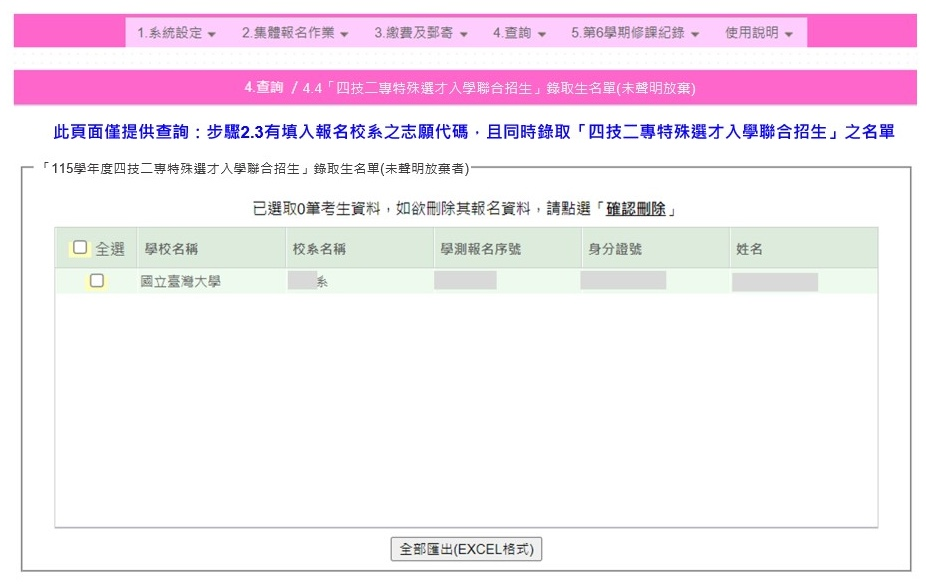 1.系統設定 2.集體報名作業 3.繳費及郵寄 4.查詢 5.第6學期修課紀錄 使用說明
4.查詢 / 4.4「四技二專特殊選才入學聯合招生」錄取生名單(未聲明放棄)
此頁面僅提供查詢：步驟2.3有填入報名校系之志願代碼，且同時錄取「四技二專特殊選才入學聯合招生」之名單
「115學年度四技二專特殊選才入學聯合招生」錄取生名單(未聲明放棄者)
已選取0筆考生資料，如欲刪除其報名資料，請點選「確認刪除」
全選 學校名稱 校系名稱 學測報名序號 身分證號 姓名
國立臺灣大學 系
全部匯出(EXCEL格式)